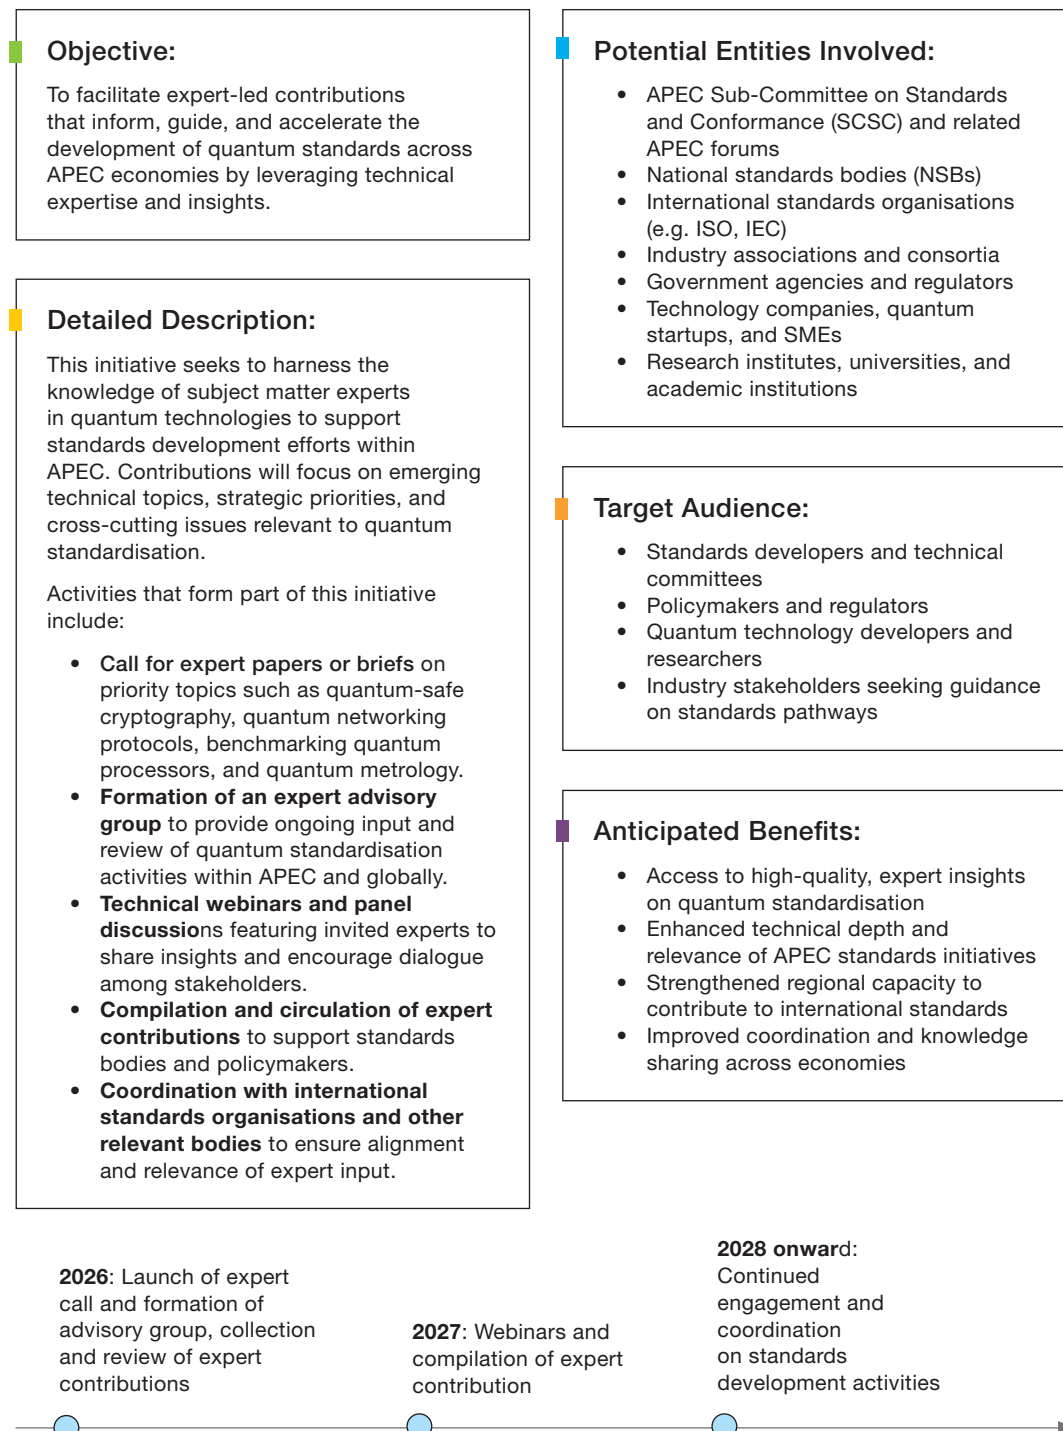 Objective:
To facilitate expert-led contributions
that inform, guide, and accelerate the
development of quantum standards across
APEC economies by leveraging technical
expertise and insights.
Detailed Description:
This initiative seeks to harness the
knowledge of subject matter experts
in quantum technologies to support
standards development efforts within
APEC. Contributions will focus on emerging
technical topics, strategic priorities, and
cross-cutting issues relevant to quantum
standardisation.
Activities that form part of this initiative
include:
• Call for expert papers or briefs on
priority topics such as quantum-safe
cryptography, quantum networking
protocols, benchmarking quantum
processors, and quantum metrology.
• Formation of an expert advisory
group to provide ongoing input and
review of quantum standardisation
activities within APEC and globally.
• Technical webinars and panel
discussions featuring invited experts to
share insights and encourage dialogue
among stakeholders.
• Compilation and circulation of expert
contributions to support standards
bodies and policymakers.
• Coordination with international
standards organisations and other
relevant bodies to ensure alignment
and relevance of expert input.
Potential Entities Involved:
• APEC Sub-Committee on Standards
and Conformance (SCSC) and related
APEC forums
• National standards bodies (NSBs)
• International standards organisations
(e.g. ISO, IEC)
• Industry associations and consortia
• Government agencies and regulators
• Technology companies, quantum
startups, and SMEs
• Research institutes, universities, and
academic institutions
Target Audience:
• Standards developers and technical
committees
• Policymakers and regulators
• Quantum technology developers and
researchers
• Industry stakeholders seeking guidance
on standards pathways
Anticipated Benefits:
• Access to high-quality, expert insights
on quantum standardisation
• Enhanced technical depth and
relevance of APEC standards initiatives
• Strengthened regional capacity to
contribute to international standards
• Improved coordination and knowledge
sharing across economies
2026: Launch of expert
call and formation of
advisory group, collection
and review of expert
contributions
2027: Webinars and
compilation of expert
contribution
2028 onward:
Continued
engagement and
coordination
on standards
development activities